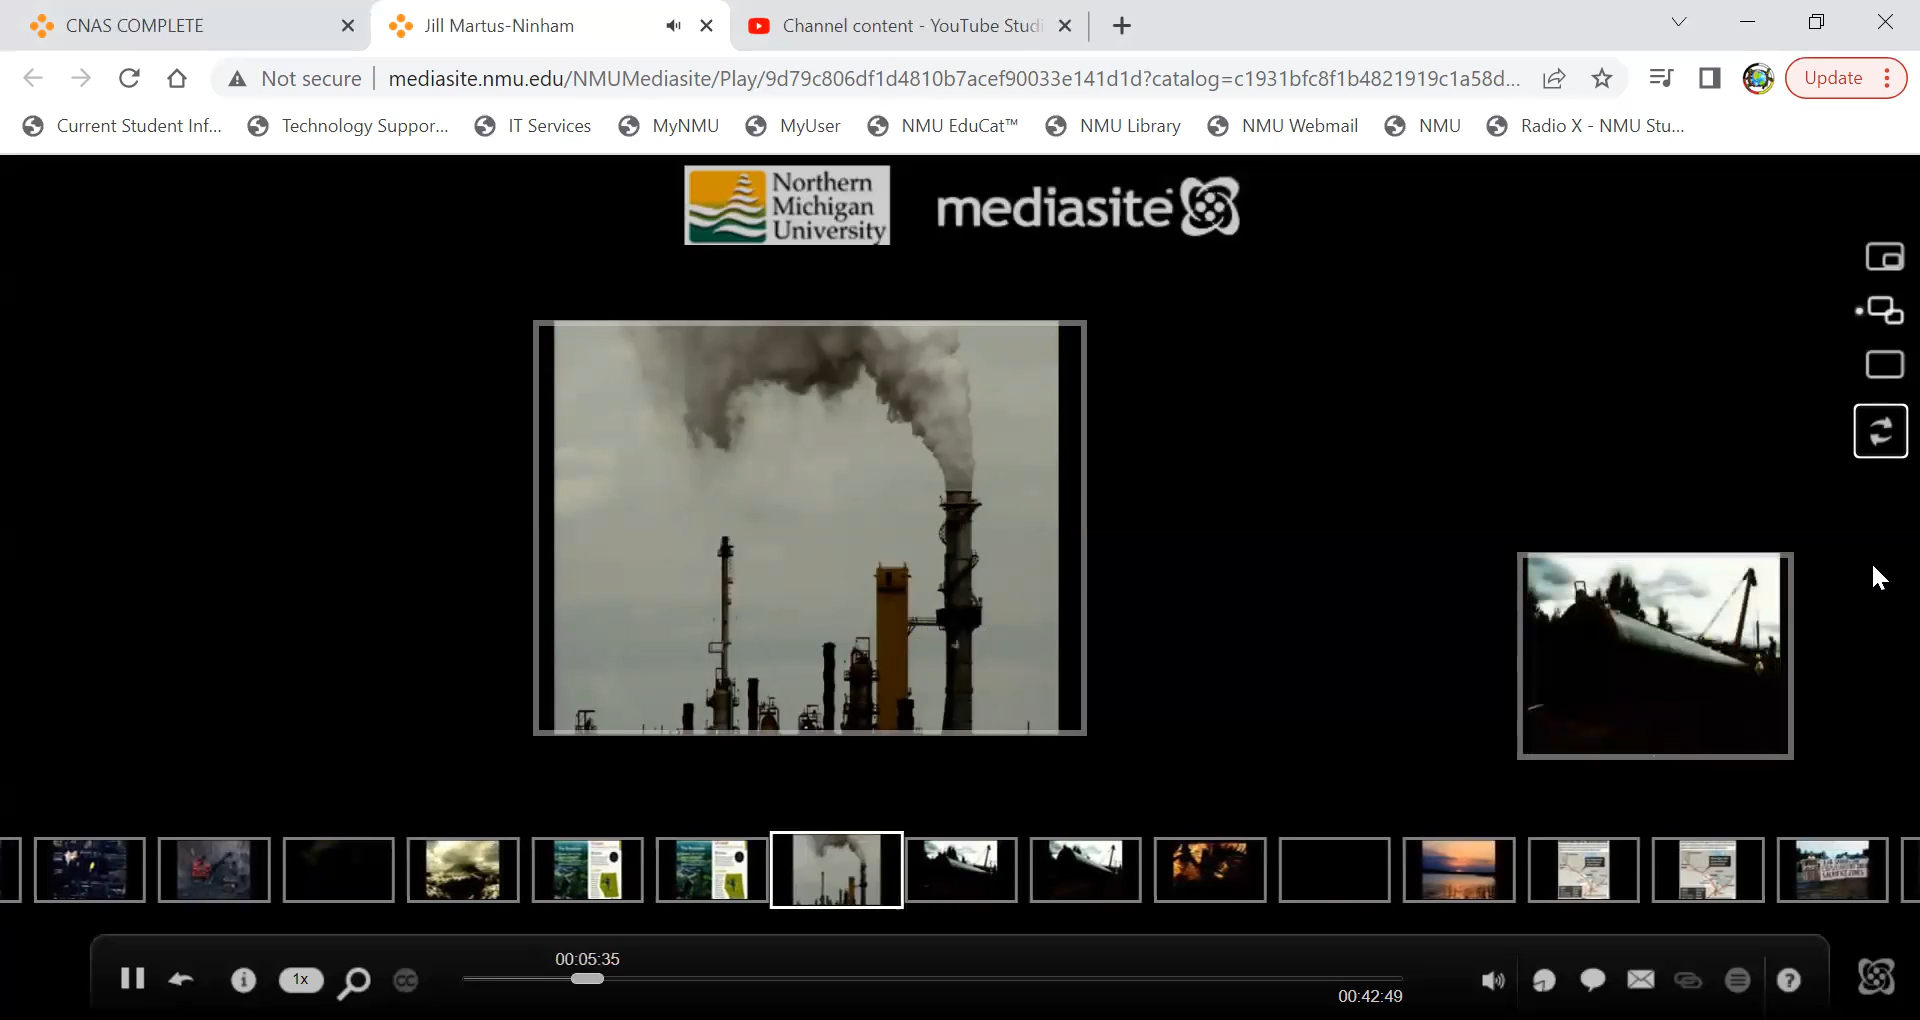 CNAS COMPLETE
Jill Martus-Ninham
Channel content - YouTube Studi
Not secure
mediasite.nmu.edu/NMUMediasite/Play/9d79c806df1d4810b7acef90033e141d1d?catalog=c1931bfc8f1b4821919c1a58d...
Update
Current Student Inf...
Technology Suppor...
IT Services
MyNMU
MyUser
NMU EduCat™
NMU Library
NMU Webmail
NMU
Radio X - NMU Stu...
Northern
Michigan
University
mediasite
00:05:35
1x
CC
00:42:49